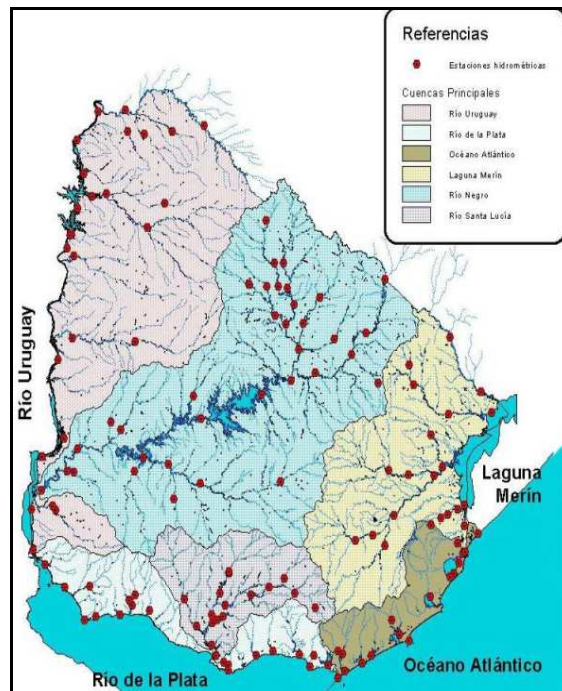 Referencias
Estaciones hidrométricas
Cuencas Principales
Río Uruguay
Río de la Plata
Océano Atlántico
Laguna Merín
Río Negro
Río Santa Lucía
Río Uruguay
Laguna
Merín
Río de la Plata
Océano Atlántico